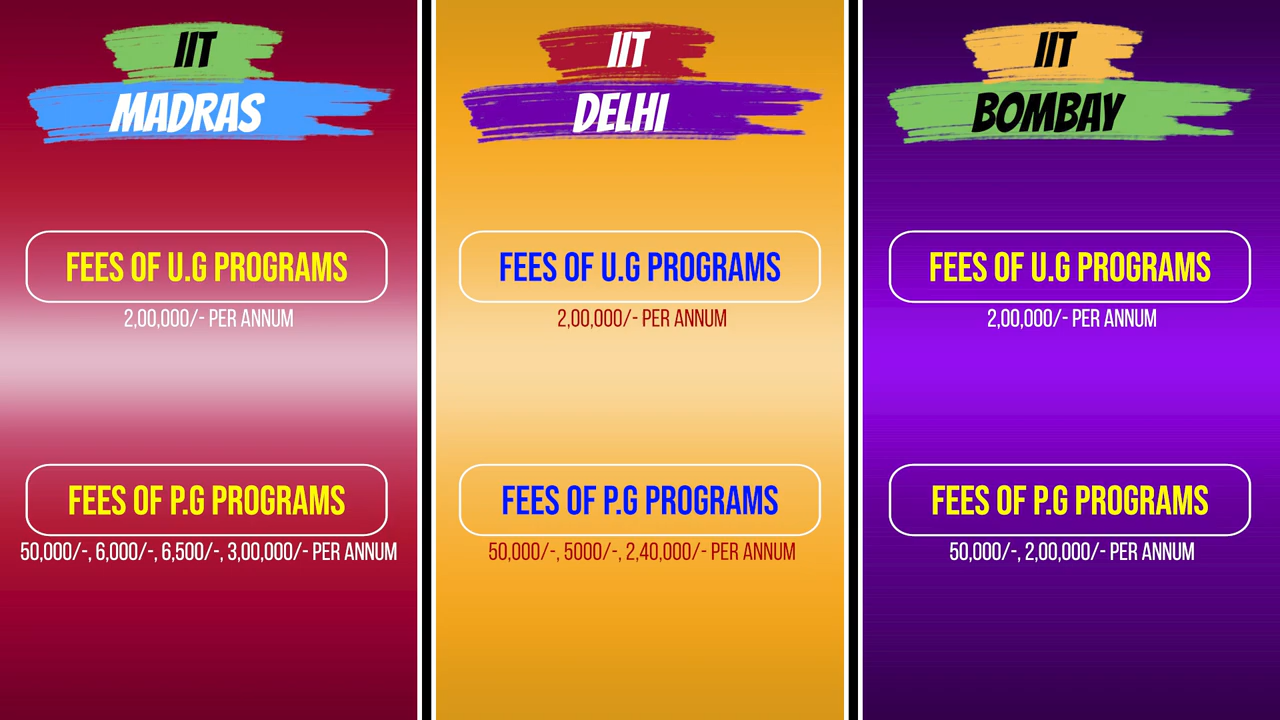 IIT
MADRAS
FEES OF U.G PROGRAMS
2,00,000/- PER ANNUM
FEES OF P.G PROGRAMS
50,000/-, 6,000/-, 6,500/-, 3,00,000/- PER ANNUM
IIT
DELHI
FEES OF U.G PROGRAMS
2,00,000/- PER ANNUM
FEES OF P.G PROGRAMS
50,000/-, 5000/-, 2,40,000/- PER ANNUM
IIT
BOMBAY
FEES OF U.G PROGRAMS
2,00,000/- PER ANNUM
FEES OF P.G PROGRAMS
50,000/-, 2,00,000/- PER ANNUM